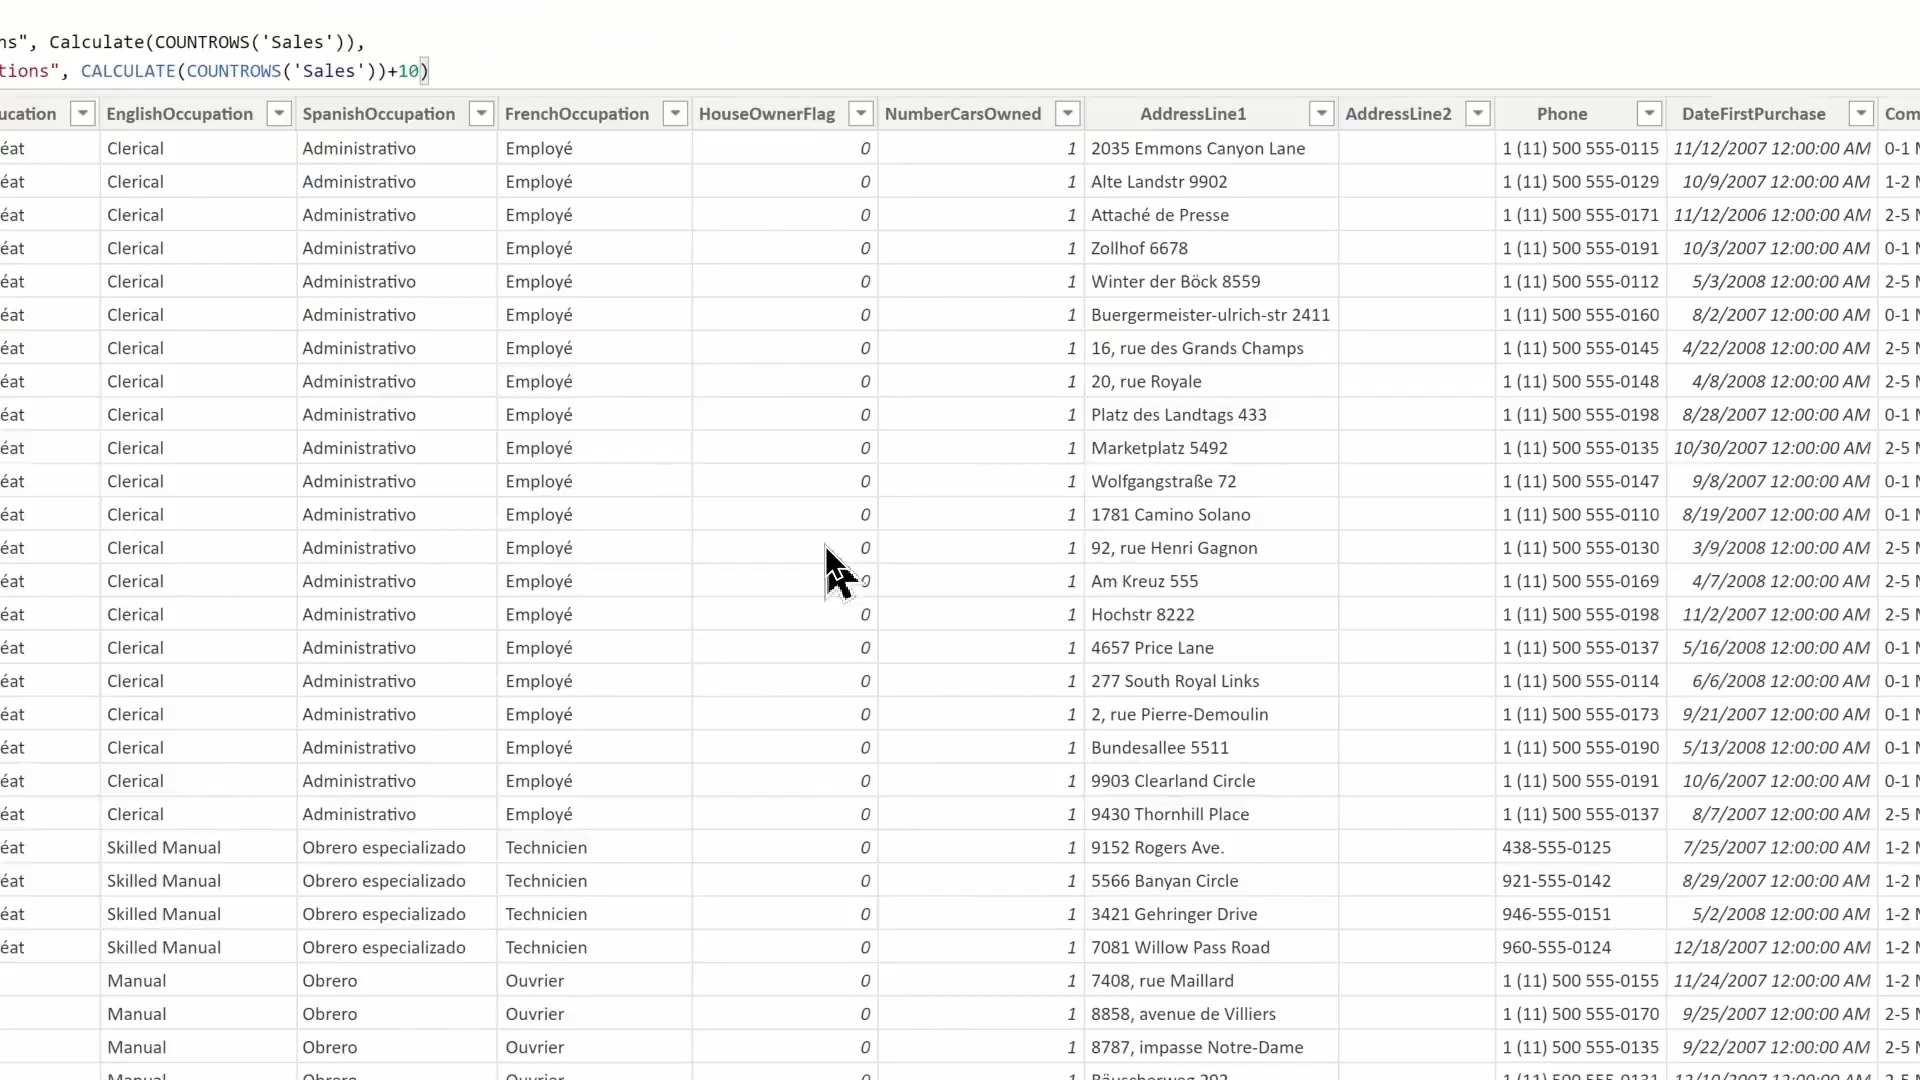 ns", Calculate(COUNTROWS('Sales')),
tions", CALCULATE(COUNTROWS('Sales'))+10)
ucation EnglishOccupation SpanishOccupation FrenchOccupation HouseOwnerFlag NumberCarsOwned AddressLine1 AddressLine2 Phone DateFirstPurchase Com
éat Clerical Administrativo Employé 0 1 2035 Emmons Canyon Lane 1 (11) 500 555-0115 11/12/2007 12:00:00 AM 0-1 M
éat Clerical Administrativo Employé 0 1 Alte Landstr 9902 1 (11) 500 555-0129 10/9/2007 12:00:00 AM 1-2 M
éat Clerical Administrativo Employé 0 1 Attaché de Presse 1 (11) 500 555-0171 11/12/2006 12:00:00 AM 2-5 M
éat Clerical Administrativo Employé 0 1 Zollhof 6678 1 (11) 500 555-0191 10/3/2007 12:00:00 AM 0-1 M
éat Clerical Administrativo Employé 0 1 Winter der Böck 8559 1 (11) 500 555-0112 5/3/2008 12:00:00 AM 2-5 M
éat Clerical Administrativo Employé 0 1 Buergermeister-ulrich-str 2411 1 (11) 500 555-0160 8/2/2007 12:00:00 AM 0-1 M
éat Clerical Administrativo Employé 0 1 16, rue des Grands Champs 1 (11) 500 555-0145 4/22/2008 12:00:00 AM 2-5 M
éat Clerical Administrativo Employé 0 1 20, rue Royale 1 (11) 500 555-0148 4/8/2008 12:00:00 AM 2-5 M
éat Clerical Administrativo Employé 0 1 Platz des Landtags 433 1 (11) 500 555-0198 8/28/2007 12:00:00 AM 0-1 M
éat Clerical Administrativo Employé 0 1 Marketplatz 5492 1 (11) 500 555-0135 10/30/2007 12:00:00 AM 2-5 M
éat Clerical Administrativo Employé 0 1 Wolfgangstraße 72 1 (11) 500 555-0147 9/8/2007 12:00:00 AM 0-1 M
éat Clerical Administrativo Employé 0 1 1781 Camino Solano 1 (11) 500 555-0110 8/19/2007 12:00:00 AM 0-1 M
éat Clerical Administrativo Employé 0 1 92, rue Henri Gagnon 1 (11) 500 555-0130 3/9/2008 12:00:00 AM 2-5 M
éat Clerical Administrativo Employé 0 1 Am Kreuz 555 1 (11) 500 555-0169 4/7/2008 12:00:00 AM 2-5 M
éat Clerical Administrativo Employé 0 1 Hochstr 8222 1 (11) 500 555-0198 11/2/2007 12:00:00 AM 2-5 M
éat Clerical Administrativo Employé 0 1 4657 Price Lane 1 (11) 500 555-0137 5/16/2008 12:00:00 AM 0-1 M
éat Clerical Administrativo Employé 0 1 277 South Royal Links 1 (11) 500 555-0114 6/6/2008 12:00:00 AM 0-1 M
éat Clerical Administrativo Employé 0 1 2, rue Pierre-Demoulin 1 (11) 500 555-0173 9/21/2007 12:00:00 AM 0-1 M
éat Clerical Administrativo Employé 0 1 Bundesallee 5511 1 (11) 500 555-0190 5/13/2008 12:00:00 AM 0-1 M
éat Clerical Administrativo Employé 0 1 9903 Clearland Circle 1 (11) 500 555-0191 10/6/2007 12:00:00 AM 0-1 M
éat Clerical Administrativo Employé 0 1 9430 Thornhill Place 1 (11) 500 555-0137 8/7/2007 12:00:00 AM 2-5 M
éat Skilled Manual Obrero especializado Technicien 0 1 9152 Rogers Ave. 438-555-0125 7/25/2007 12:00:00 AM 1-2 M
éat Skilled Manual Obrero especializado Technicien 0 1 5566 Banyan Circle 921-555-0142 8/29/2007 12:00:00 AM 1-2 M
éat Skilled Manual Obrero especializado Technicien 0 1 3421 Gehringer Drive 946-555-0151 5/2/2008 12:00:00 AM 1-2 M
éat Skilled Manual Obrero especializado Technicien 0 1 7081 Willow Pass Road 960-555-0124 12/18/2007 12:00:00 AM 1-2 M
Manual Obrero Ouvrier 0 1 7408, rue Maillard 1 (11) 500 555-0155 11/24/2007 12:00:00 AM 1-2 M
Manual Obrero Ouvrier 0 1 8858, avenue de Villiers 1 (11) 500 555-0170 9/25/2007 12:00:00 AM 2-5 M
Manual Obrero Ouvrier 0 1 8787, impasse Notre-Dame 1 (11) 500 555-0135 9/22/2007 12:00:00 AM 2-5 M
Manual Obrero Ouvrier